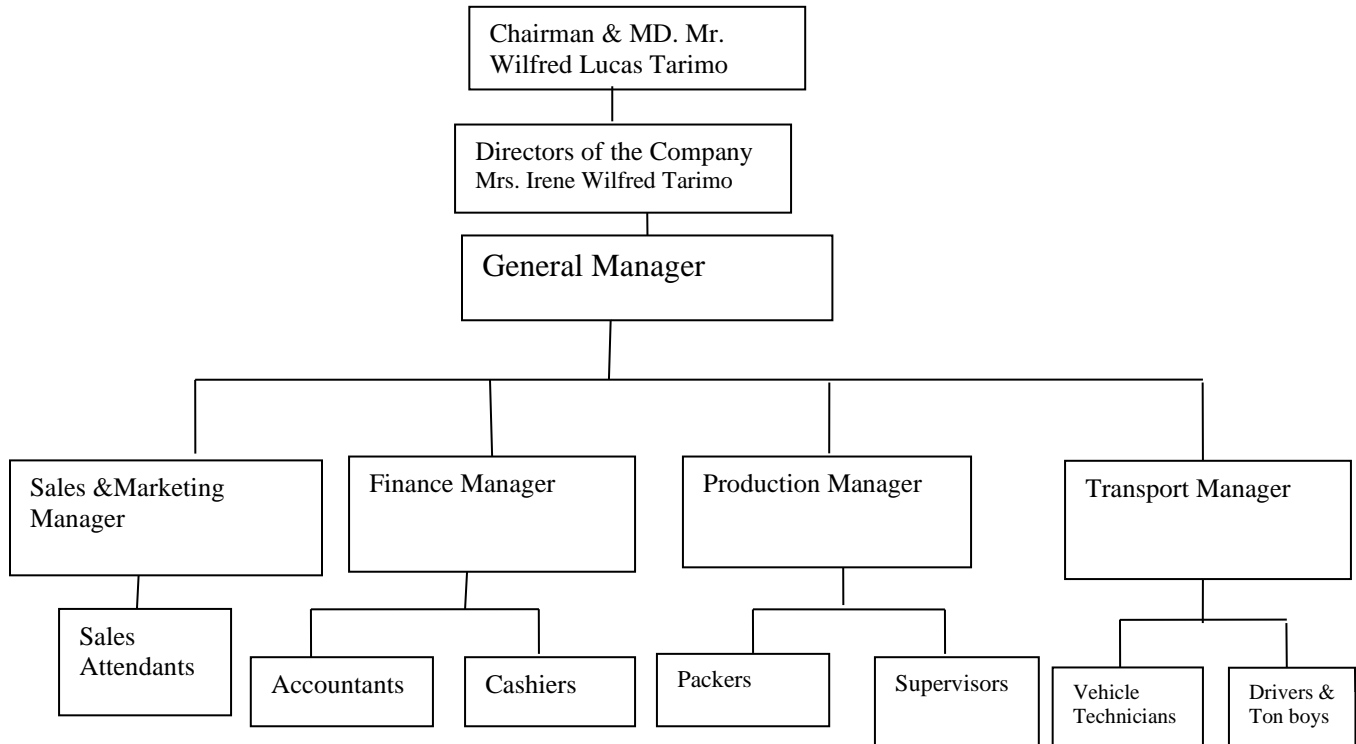 Chairman & MD. Mr.
Wilfred Lucas Tarimo
Directors of the Company
Mrs. Irene Wilfred Tarimo
General Manager
Sales &Marketing
Manager
Finance Manager
Production Manager
Transport Manager
Sales
Attendants
Accountants
Cashiers
Packers
Supervisors
Vehicle
Technicians
Drivers &
Ton boys